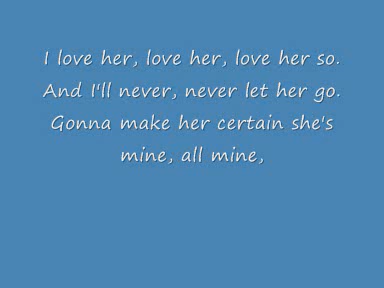 I love her, love her, love her so.
And I'll never, never let her go.
Gonna make her certain she's
mine, all mine,